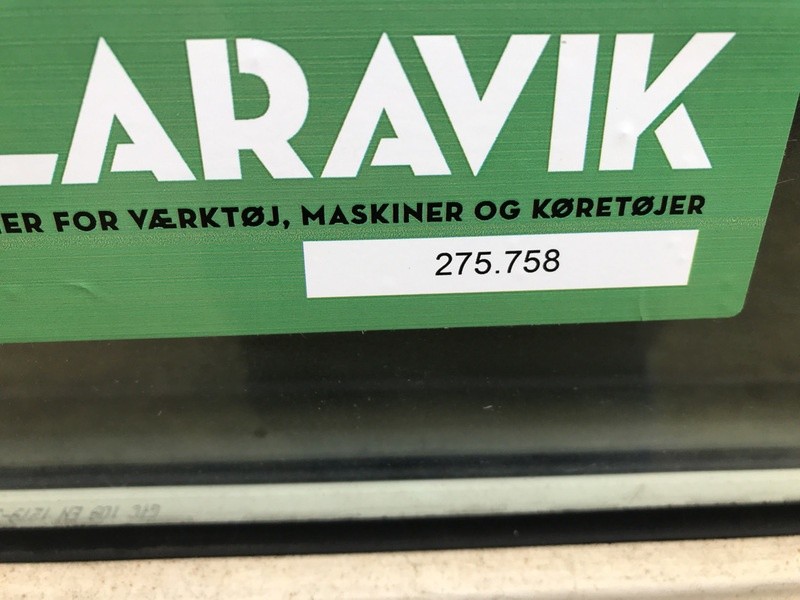 LARAVIK
ER FOR VÆRKTØJ, MASKINER OG KØRETØJER
275.758